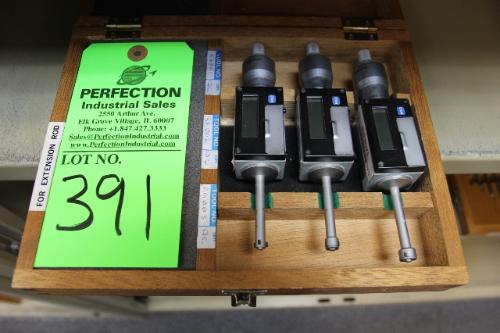 PERFECTION
Industrial Sales
2550 Arthur Ave.
Elk Grove Village, IL 60007
Phone: +1.847.427.3333
Sales@PerfectionIndustrial.com
www.PerfectionIndustrial.com
LOT NO.
391
FOR EXTENSION ROD